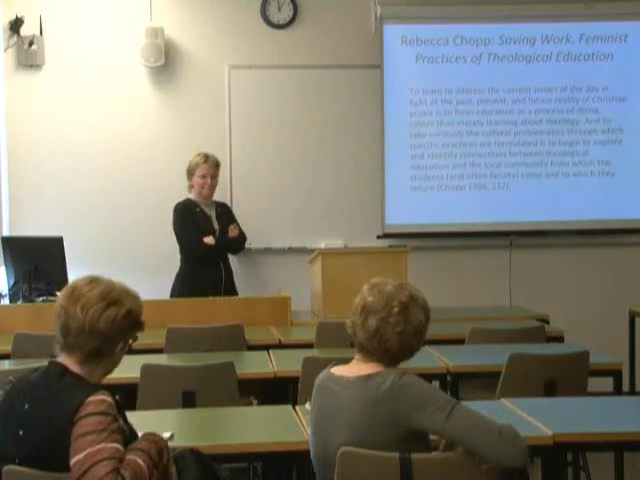 Rebecca Chopp: Saving Work. Feminist
Practices of Theological Education
To learn to address the current issues of the day in
light of the past, present, and future reality of Christian
praxis is to form education as a process of doing,
rather than merely learning about theology. And to
take seriously the cultural problematics through which
specific practices are formulated is to begin to explore
and identify connections between theological
education and the local community from which the
students (and often faculty) come and to which they
return (Chopp 1995, 112).